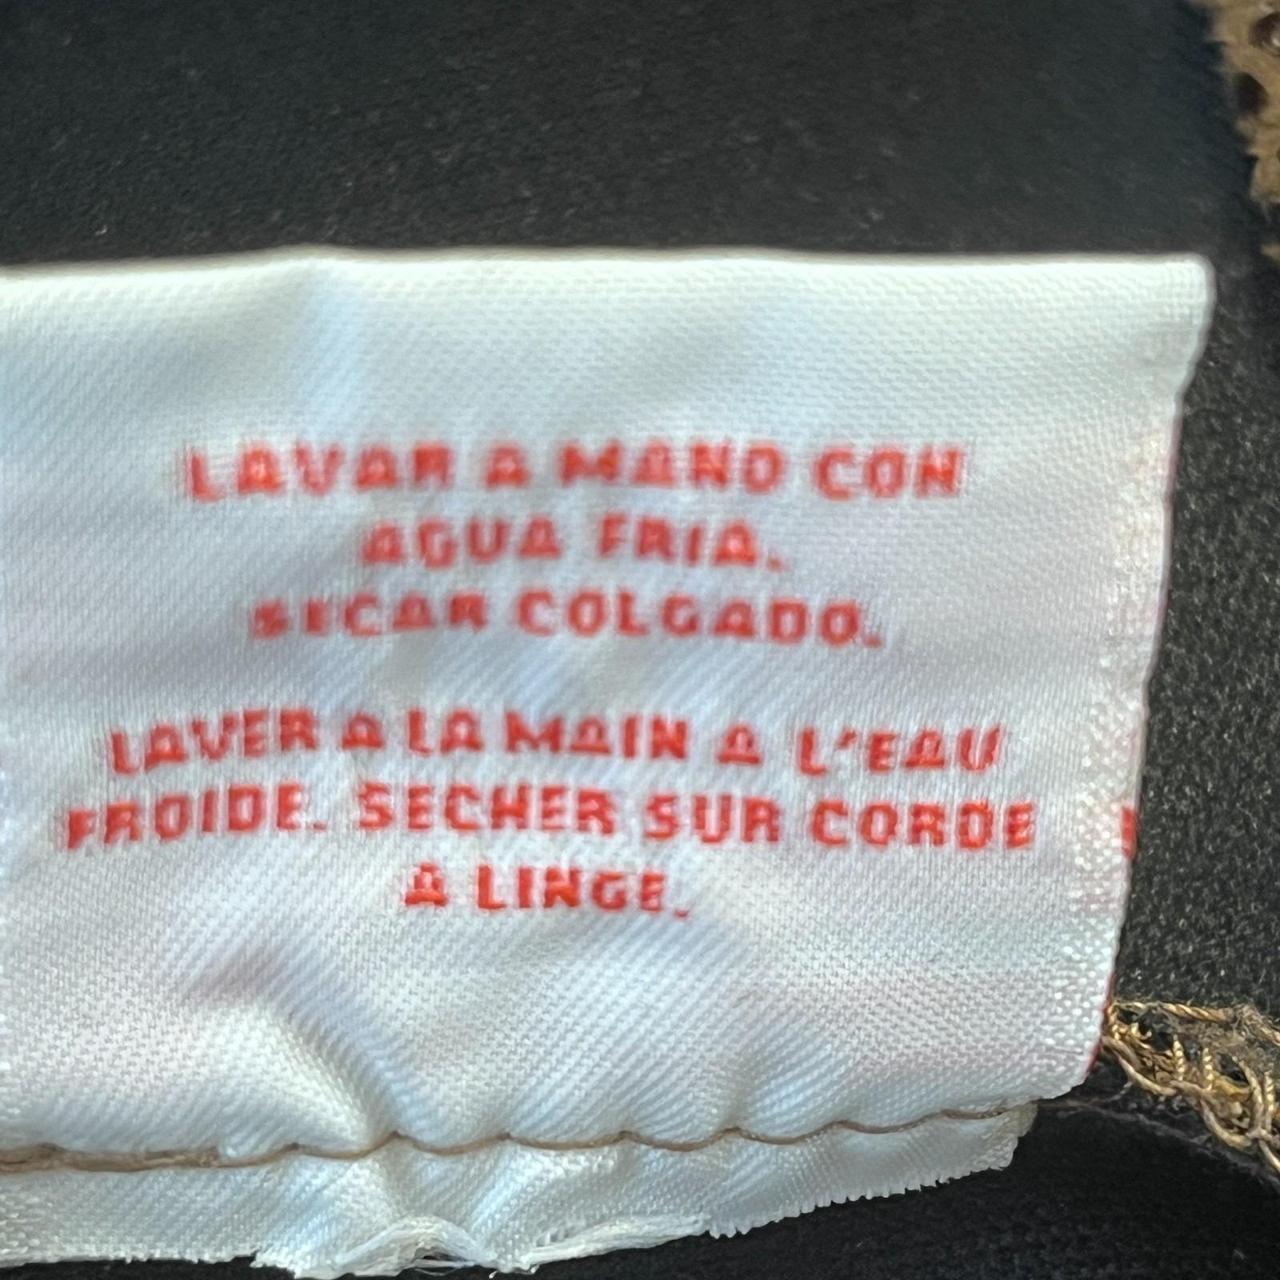 LAVAR A MANO CON
AGUA FRIA.
SECAR COLGADO.
LAVER A LA MAIN A L'EAU
FROIDE. SECHER SUR CORDE
A LINGE.